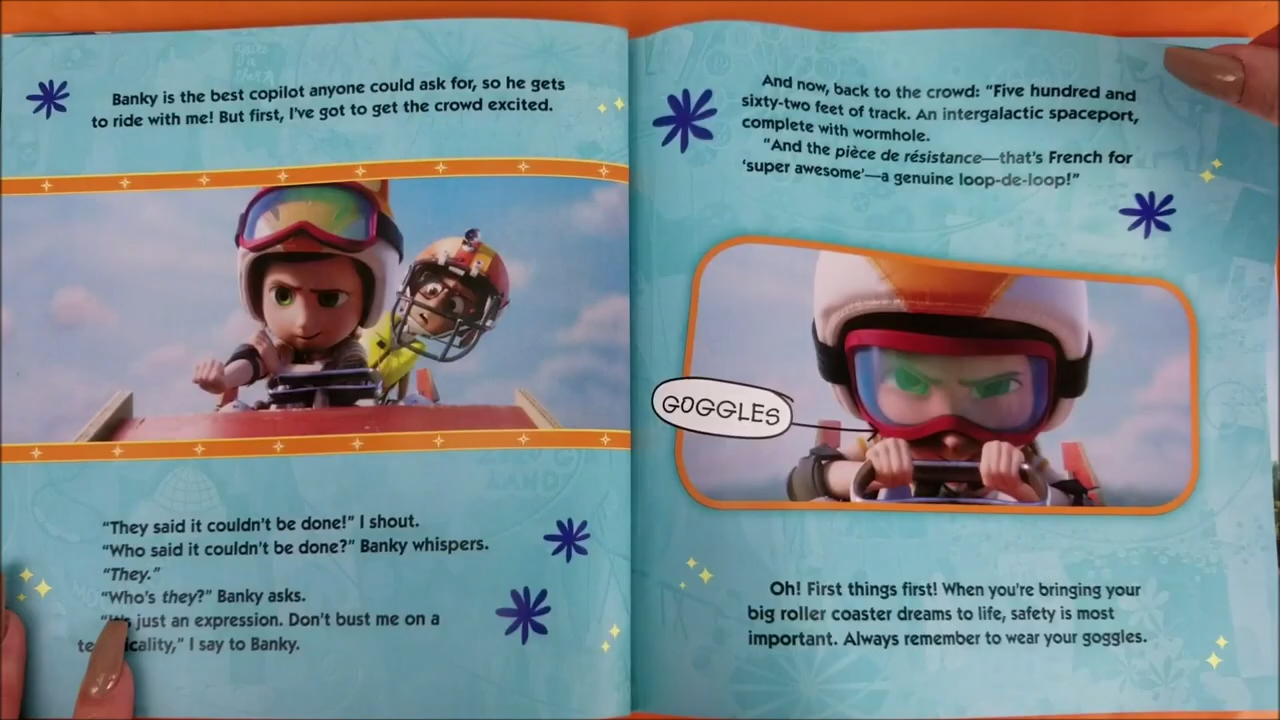 Banky is the best copilot anyone could ask for, so he gets
to ride with me! But first, I've got to get the crowd excited.
"They said it couldn't be done!" I shout.
"Who said it couldn't be done?" Banky whispers.
"They."
"Who's they?" Banky asks.
just an expression. Don't bust me on a
I say to Banky.
And now, back to the crowd: "Five hundred and
sixty-two feet of track. An intergalactic spaceport,
complete with wormhole.
"And the pièce de résistance—that's French for
'super awesome'—a genuine loop-de-loop!"
GOGGLES
Oh! First things first! When you're bringing your
big roller coaster dreams to life, safety is most
important. Always remember to wear your goggles.